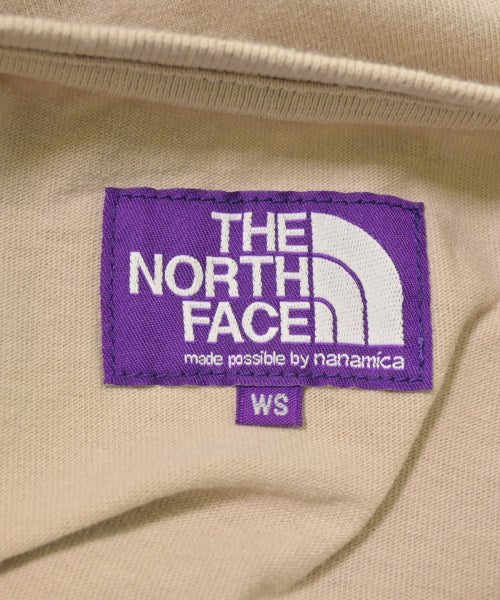 THE
NORTH
FACE
made possible by nanamica
WS